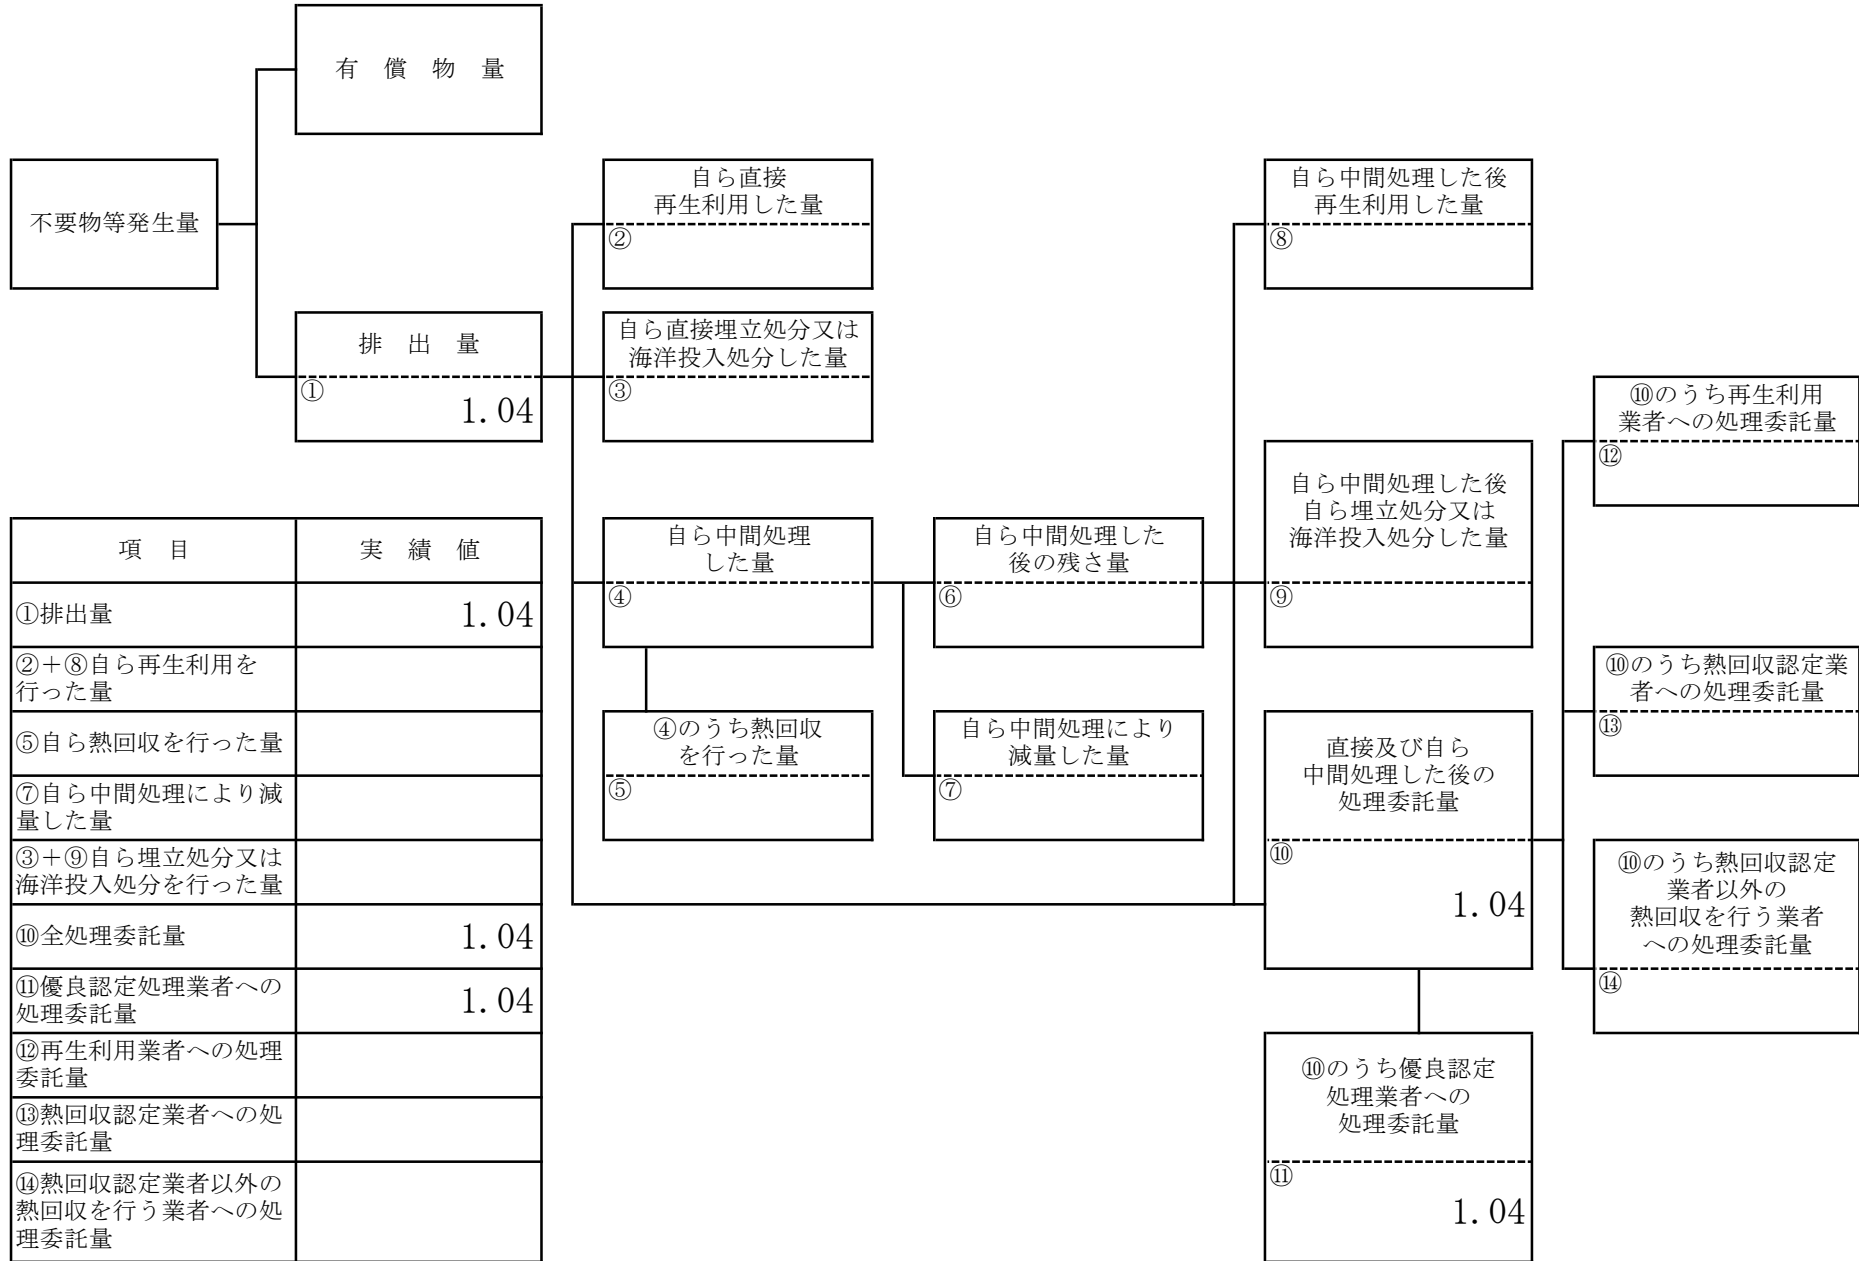 有 償 物 量
不要物等発生量
排 出 量
①
1.04
自ら直接
再生利用した量
②
自ら直接埋立処分又は
海洋投入処分した量
③
自ら中間処理
した量
④
④のうち熱回収
を行った量
⑤
自ら中間処理した
後の残さ量
⑥
自ら中間処理により
減量した量
⑦
自ら中間処理した後
再生利用した量
⑧
自ら中間処理した後
自ら埋立処分又は
海洋投入処分した量
⑨
直接及び自ら
中間処理した後の
処理委託量
⑩
1.04
⑩のうち優良認定
処理業者への
処理委託量
⑪
1.04
⑩のうち再生利用
業者への処理委託量
⑫
⑩のうち熱回収認定業
者への処理委託量
⑬
⑩のうち熱回収認定
業者以外の
熱回収を行う業者
への処理委託量
⑭
項 目 実 績 値
①排出量 1.04
②＋⑧自ら再生利用を
行った量
⑤自ら熱回収を行った量
⑦自ら中間処理により減
量した量
③＋⑨自ら埋立処分又は
海洋投入処分を行った量
⑩全処理委託量 1.04
⑪優良認定処理業者への
処理委託量 1.04
⑫再生利用業者への処理
委託量
⑬熱回収認定業者への処
理委託量
⑭熱回収認定業者以外の
熱回収を行う業者への処
理委託量